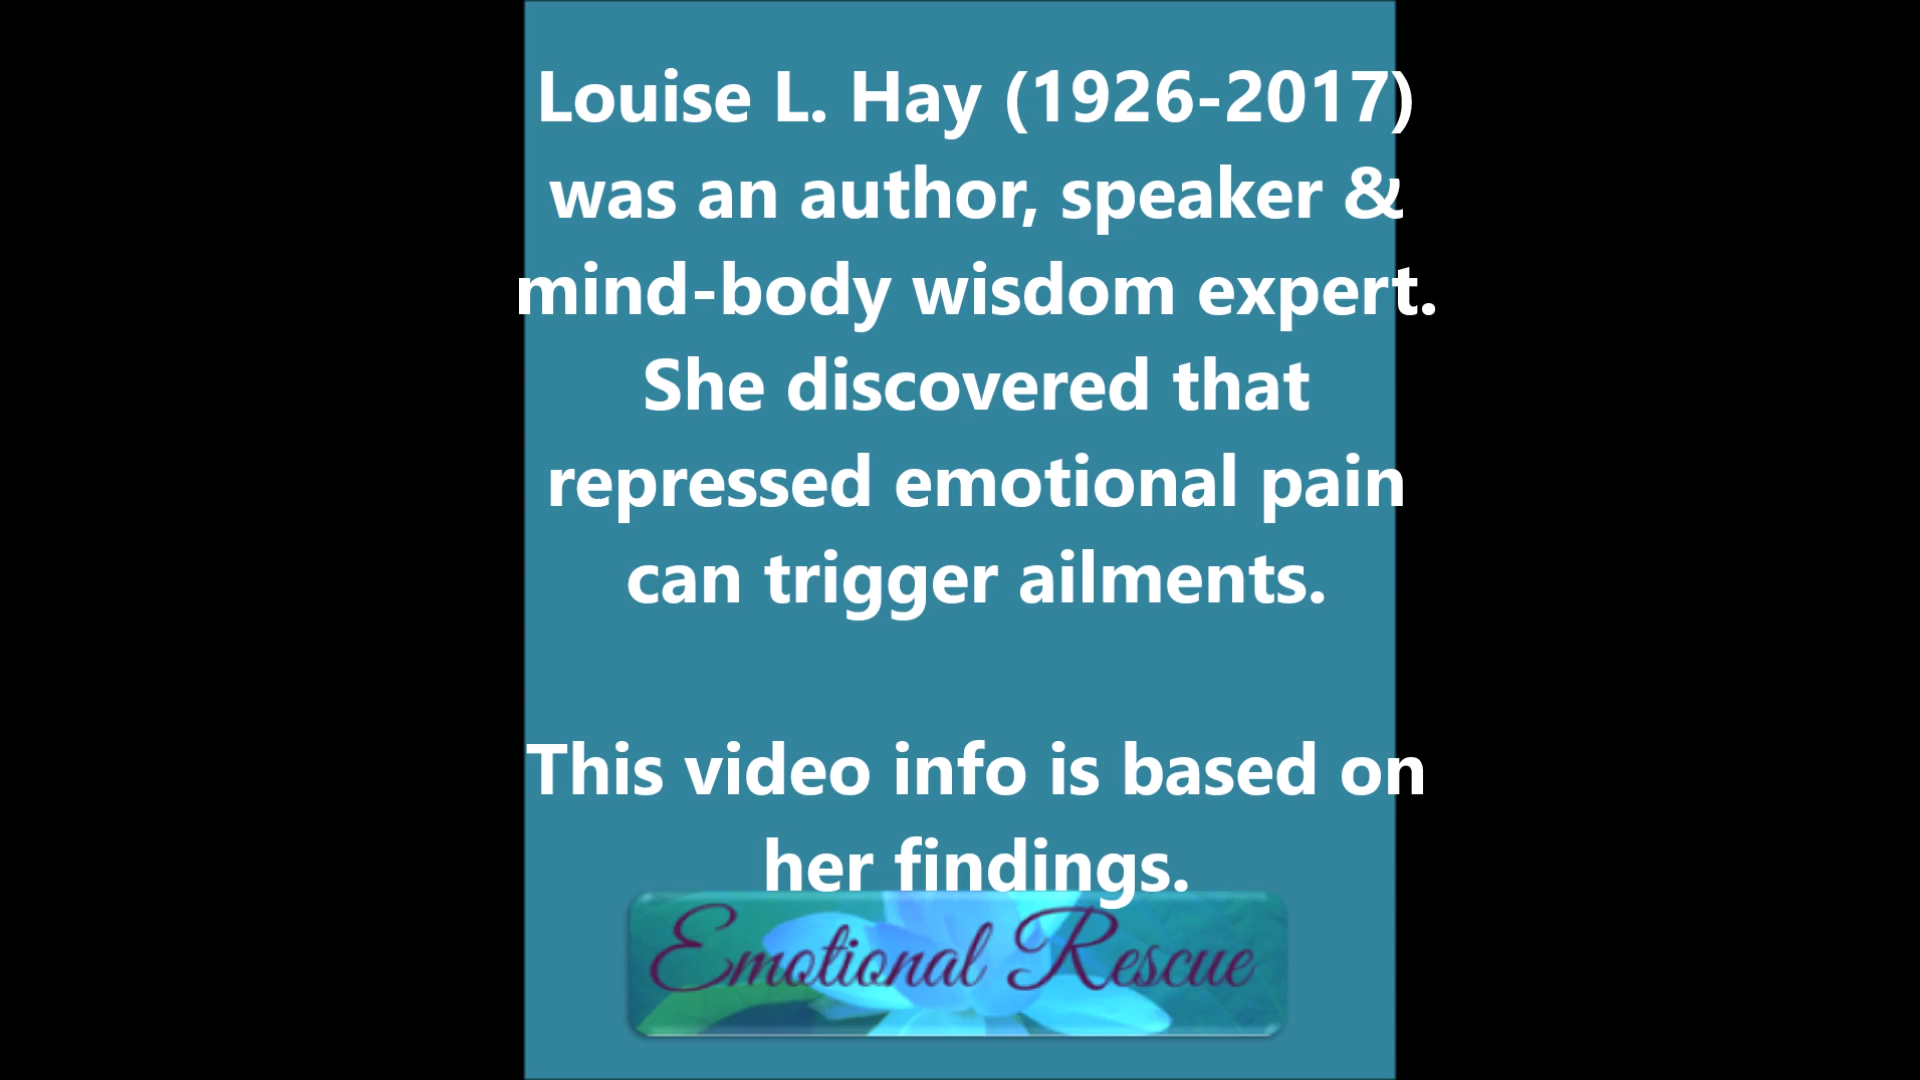 Louise L. Hay (1926-2017)
was an author, speaker &
mind-body wisdom expert.
She discovered that
repressed emotional pain
can trigger ailments.
This video info is based on
her findings.
Emotional Rescue